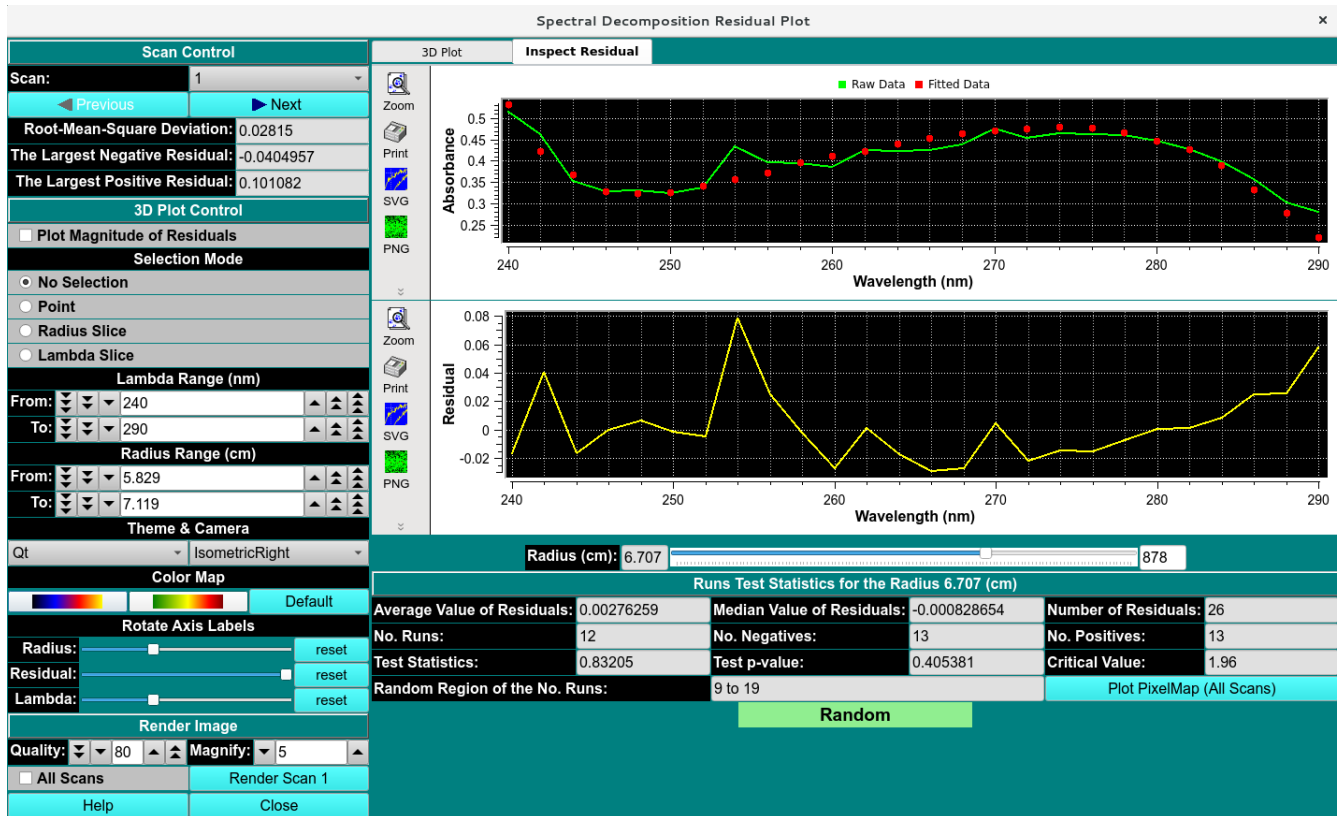 Spectral Decomposition Residual Plot ×
Scan Control
Scan: 1
Previous Next
Root-Mean-Square Deviation: 0.02815
The Largest Negative Residual: -0.0404957
The Largest Positive Residual: 0.101082
3D Plot Control
Plot Magnitude of Residuals
Selection Mode
No Selection
Point
Radius Slice
Lambda Slice
Lambda Range (nm)
From: 240
To: 290
Radius Range (cm)
From: 5.829
To: 7.119
Theme & Camera
Qt IsometricRight
Color Map
Default
Rotate Axis Labels
Radius: reset
Residual: reset
Lambda: reset
Render Image
Quality: 80 Magnify: 5
All Scans Render Scan 1
Help Close
3D Plot Inspect Residual
Zoom
Print
SVG
PNG
Raw Data Fitted Data
Absorbance
0.5
0.45
0.4
0.35
0.3
0.25
240 250 260 270 280 290
Wavelength (nm)
Zoom
Print
SVG
PNG
Residual
0.08
0.06
0.04
0.02
0
-0.02
240 250 260 270 280 290
Wavelength (nm)
Radius (cm): 6.707 878
Runs Test Statistics for the Radius 6.707 (cm)
Average Value of Residuals: 0.00276259 Median Value of Residuals: -0.000828654 Number of Residuals: 26
No. Runs: 12 No. Negatives: 13 No. Positives: 13
Test Statistics: 0.83205 Test p-value: 0.405381 Critical Value: 1.96
Random Region of the No. Runs: 9 to 19 Plot PixelMap (All Scans)
Random